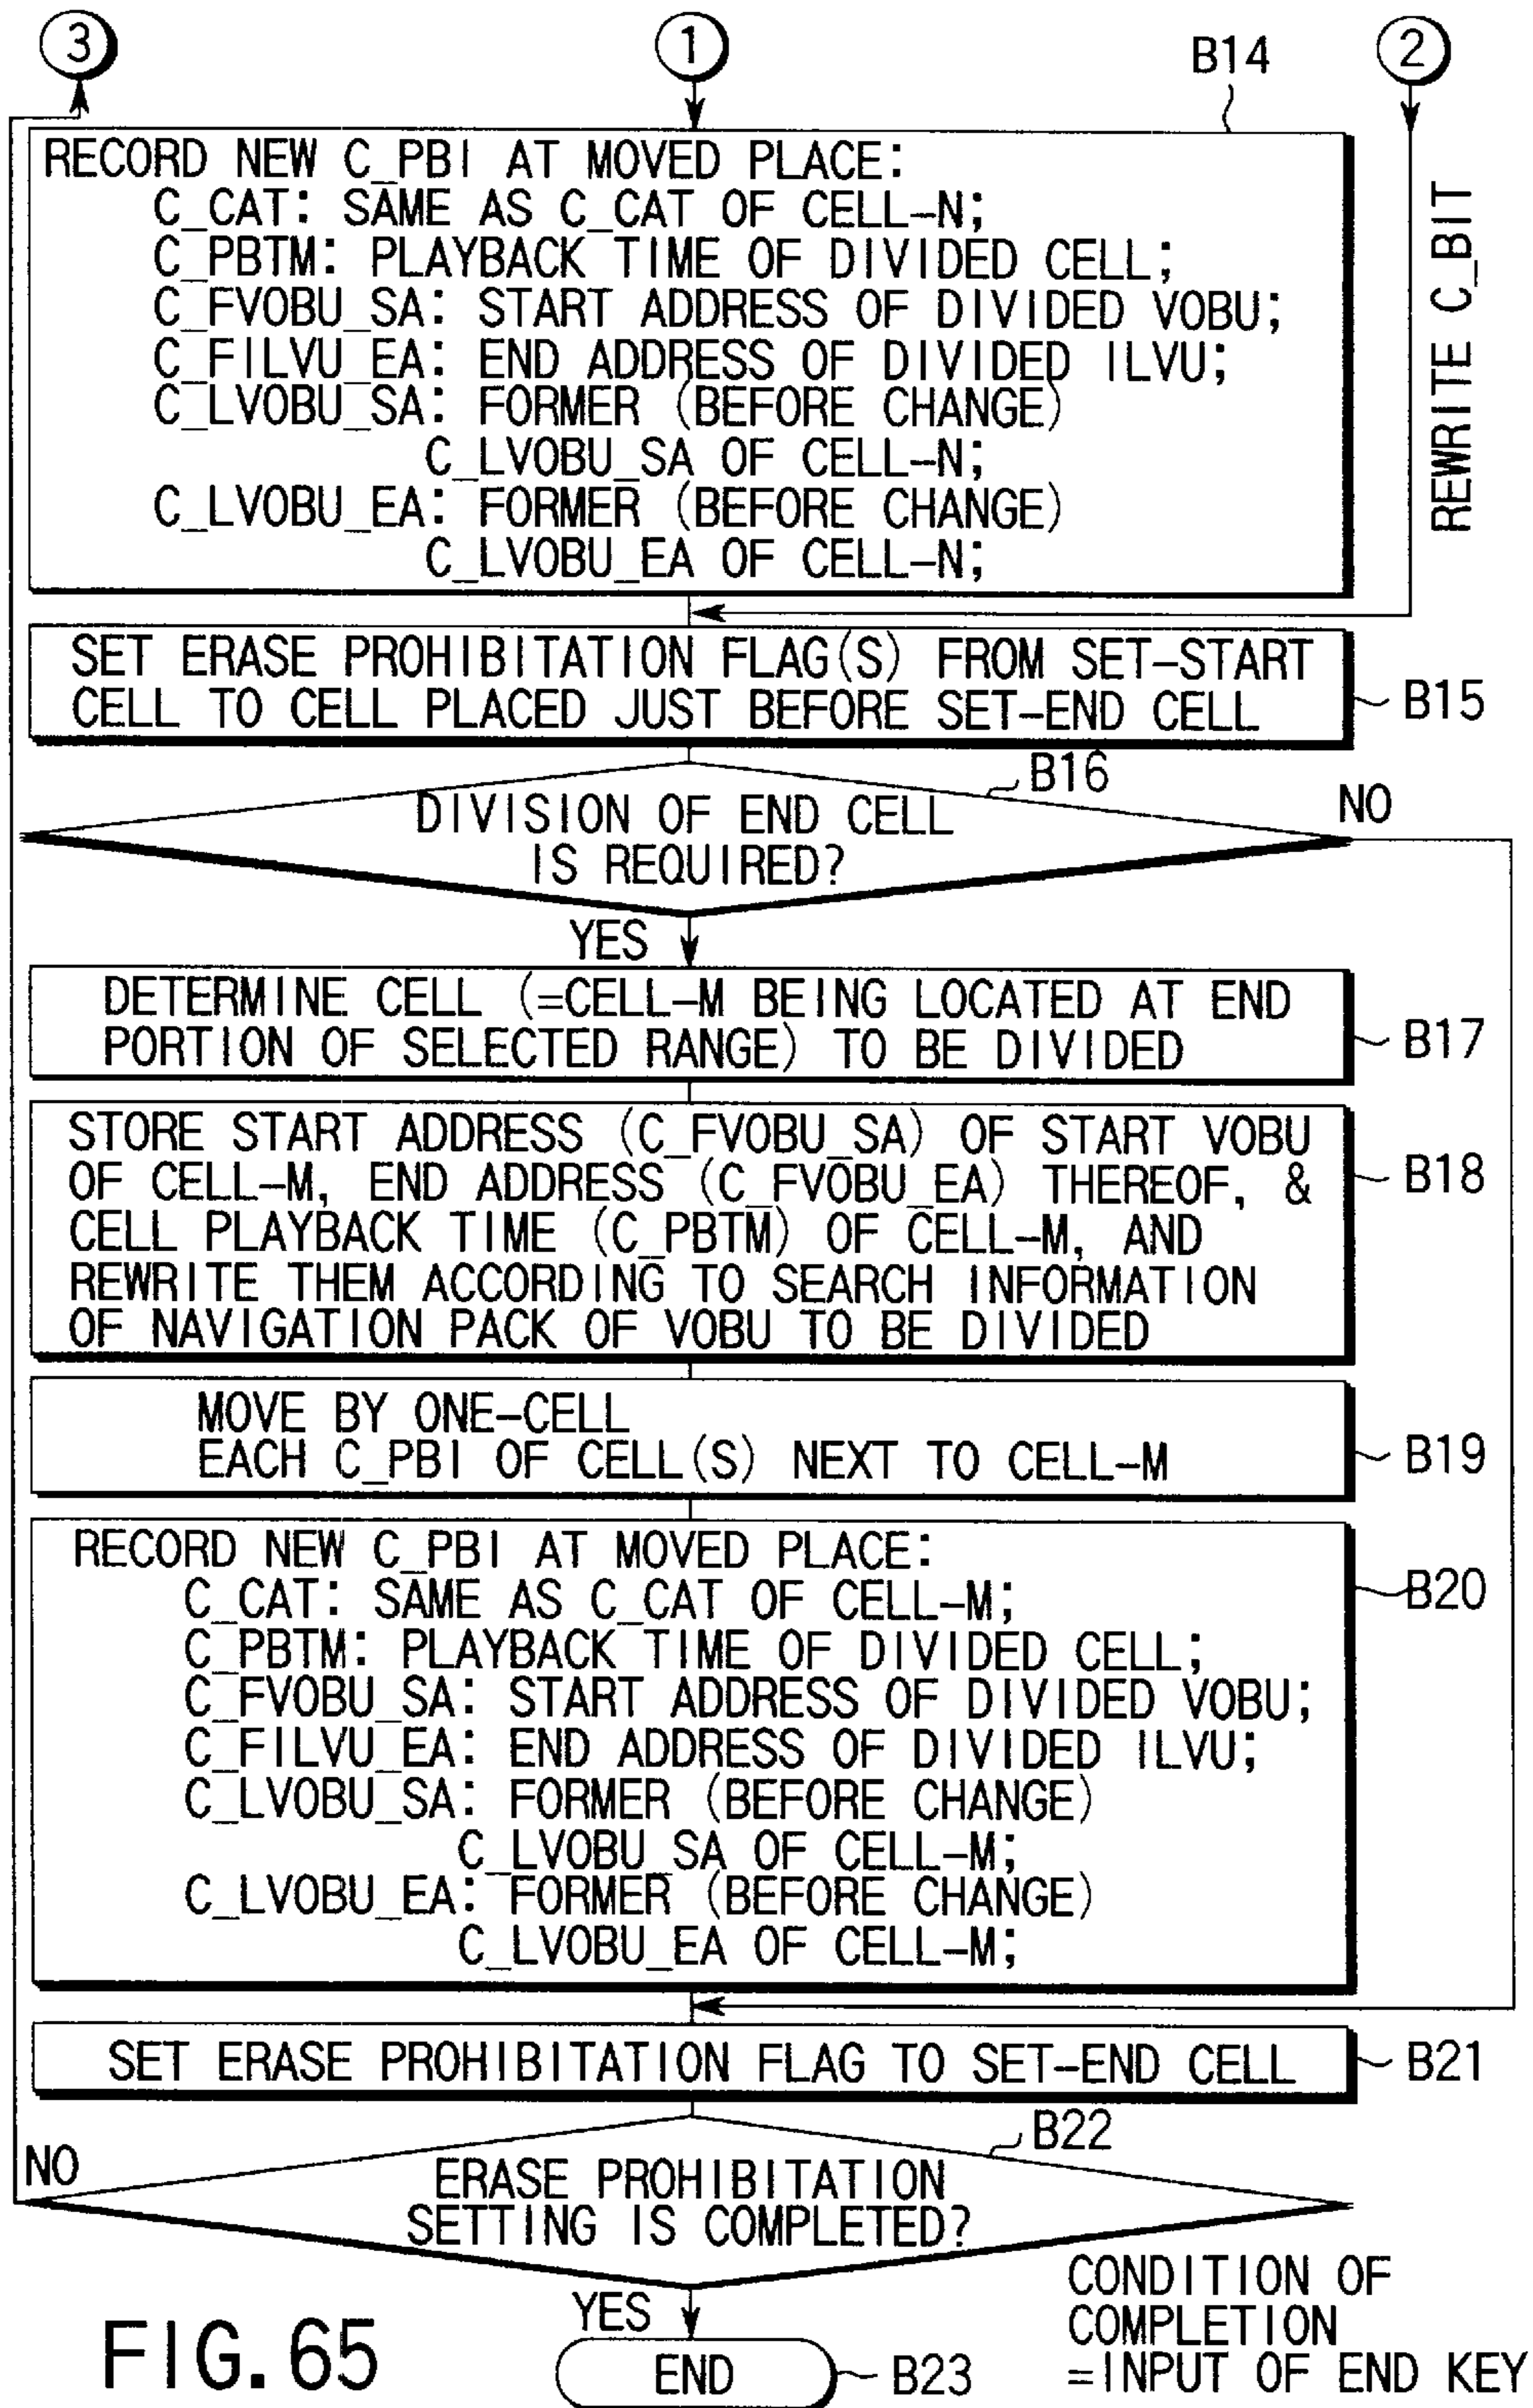 3
1
2
B14
RECORD NEW C_PBI AT MOVED PLACE:
C_CAT: SAME AS C_CAT OF CELL-N;
C_PBTM: PLAYBACK TIME OF DIVIDED CELL;
C_FVOBU_SA: START ADDRESS OF DIVIDED VOBU;
C_FILVU_EA: END ADDRESS OF DIVIDED ILVU;
C_LVOBU_SA: FORMER (BEFORE CHANGE)
C_LVOBU_SA OF CELL-N;
C_LVOBU_EA: FORMER (BEFORE CHANGE)
C_LVOBU_EA OF CELL-N;
REWRITE C_BIT
SET ERASE PROHIBITATION FLAG(S) FROM SET-START
CELL TO CELL PLACED JUST BEFORE SET-END CELL
B15
B16
DIVISION OF END CELL
IS REQUIRED?
NO
YES
DETERMINE CELL (=CELL-M BEING LOCATED AT END
PORTION OF SELECTED RANGE) TO BE DIVIDED
B17
STORE START ADDRESS (C_FVOBU_SA) OF START VOBU
OF CELL-M, END ADDRESS (C_FVOBU_EA) THEREOF, &
CELL PLAYBACK TIME (C_PBTM) OF CELL-M, AND
REWRITE THEM ACCORDING TO SEARCH INFORMATION
OF NAVIGATION PACK OF VOBU TO BE DIVIDED
B18
MOVE BY ONE-CELL
EACH C_PBI OF CELL(S) NEXT TO CELL-M
B19
RECORD NEW C_PBI AT MOVED PLACE:
C_CAT: SAME AS C_CAT OF CELL-M;
C_PBTM: PLAYBACK TIME OF DIVIDED CELL;
C_FVOBU_SA: START ADDRESS OF DIVIDED VOBU;
C_FILVU_EA: END ADDRESS OF DIVIDED ILVU;
C_LVOBU_SA: FORMER (BEFORE CHANGE)
C_LVOBU_SA OF CELL-M;
C_LVOBU_EA: FORMER (BEFORE CHANGE)
C_LVOBU_EA OF CELL-M;
B20
SET ERASE PROHIBITATION FLAG TO SET-END CELL
B21
B22
NO
ERASE PROHIBITATION
SETTING IS COMPLETED?
YES
CONDITION OF
COMPLETION
=INPUT OF END KEY
END
B23
FIG. 65